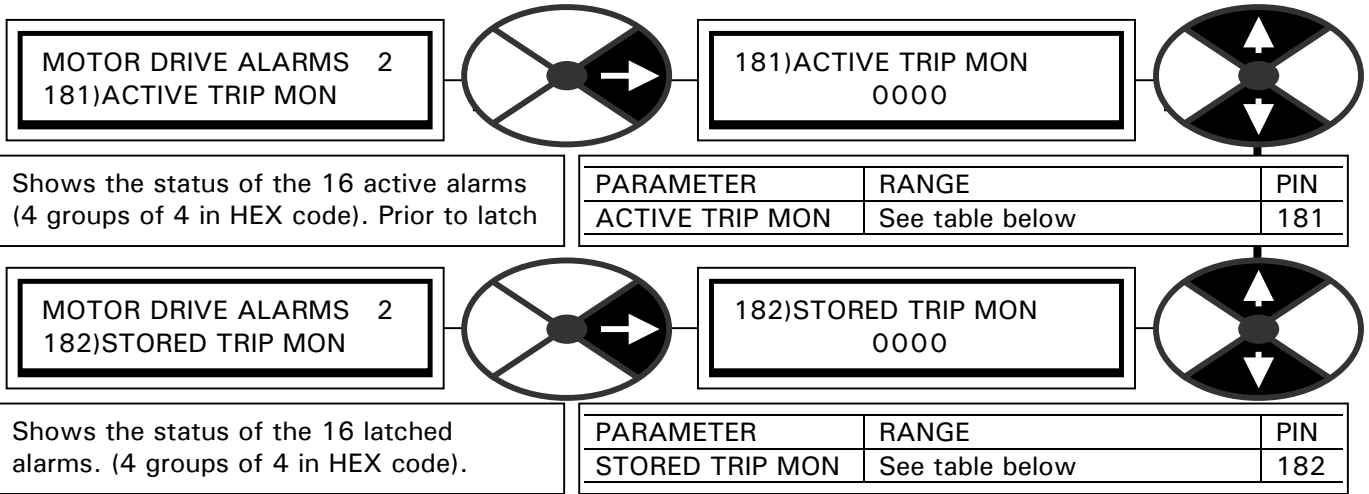 MOTOR DRIVE ALARMS 2
181)ACTIVE TRIP MON
181)ACTIVE TRIP MON
0000
Shows the status of the 16 active alarms
(4 groups of 4 in HEX code). Prior to latch
PARAMETER RANGE PIN
ACTIVE TRIP MON See table below 181
MOTOR DRIVE ALARMS 2
182)STORED TRIP MON
182)STORED TRIP MON
0000
Shows the status of the 16 latched
alarms. (4 groups of 4 in HEX code).
PARAMETER RANGE PIN
STORED TRIP MON See table below 182